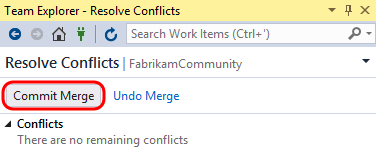 Team Explorer - Resolve Conflicts
Search Work Items (Ctrl+')
Resolve Conflicts | FabrikamCommunity
Commit Merge Undo Merge
Conflicts
There are no remaining conflicts